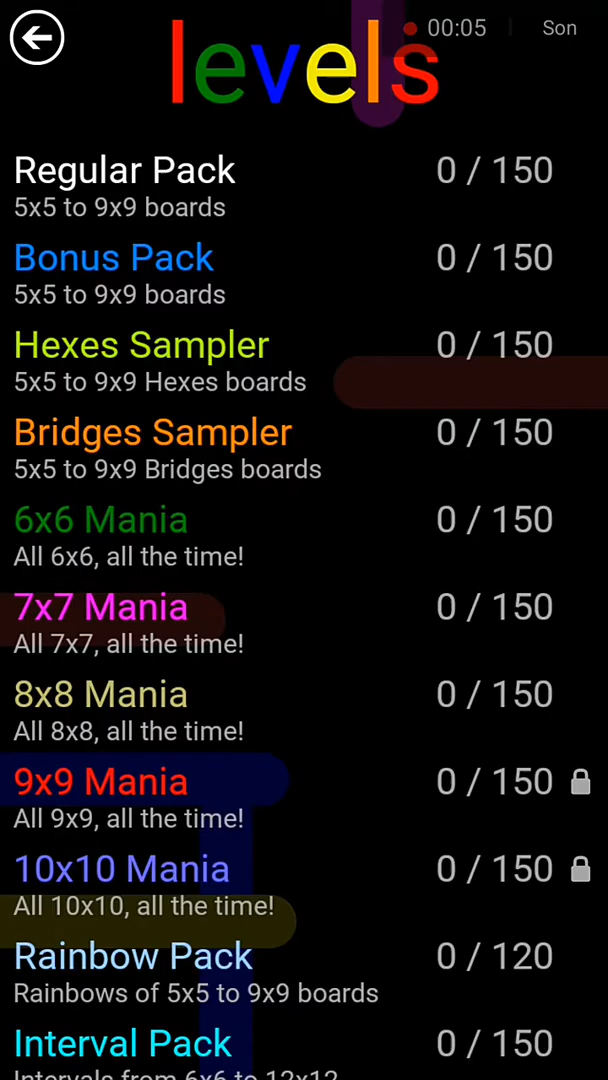 00:05 Son
levels
Regular Pack 0 / 150
5x5 to 9x9 boards
Bonus Pack 0 / 150
5x5 to 9x9 boards
Hexes Sampler 0 / 150
5x5 to 9x9 Hexes boards
Bridges Sampler 0 / 150
5x5 to 9x9 Bridges boards
6x6 Mania 0 / 150
All 6x6, all the time!
7x7 Mania 0 / 150
All 7x7, all the time!
8x8 Mania 0 / 150
All 8x8, all the time!
9x9 Mania 0 / 150
All 9x9, all the time!
10x10 Mania 0 / 150
All 10x10, all the time!
Rainbow Pack 0 / 120
Rainbows of 5x5 to 9x9 boards
Interval Pack 0 / 150
Intervals from 6x6 to 12x12